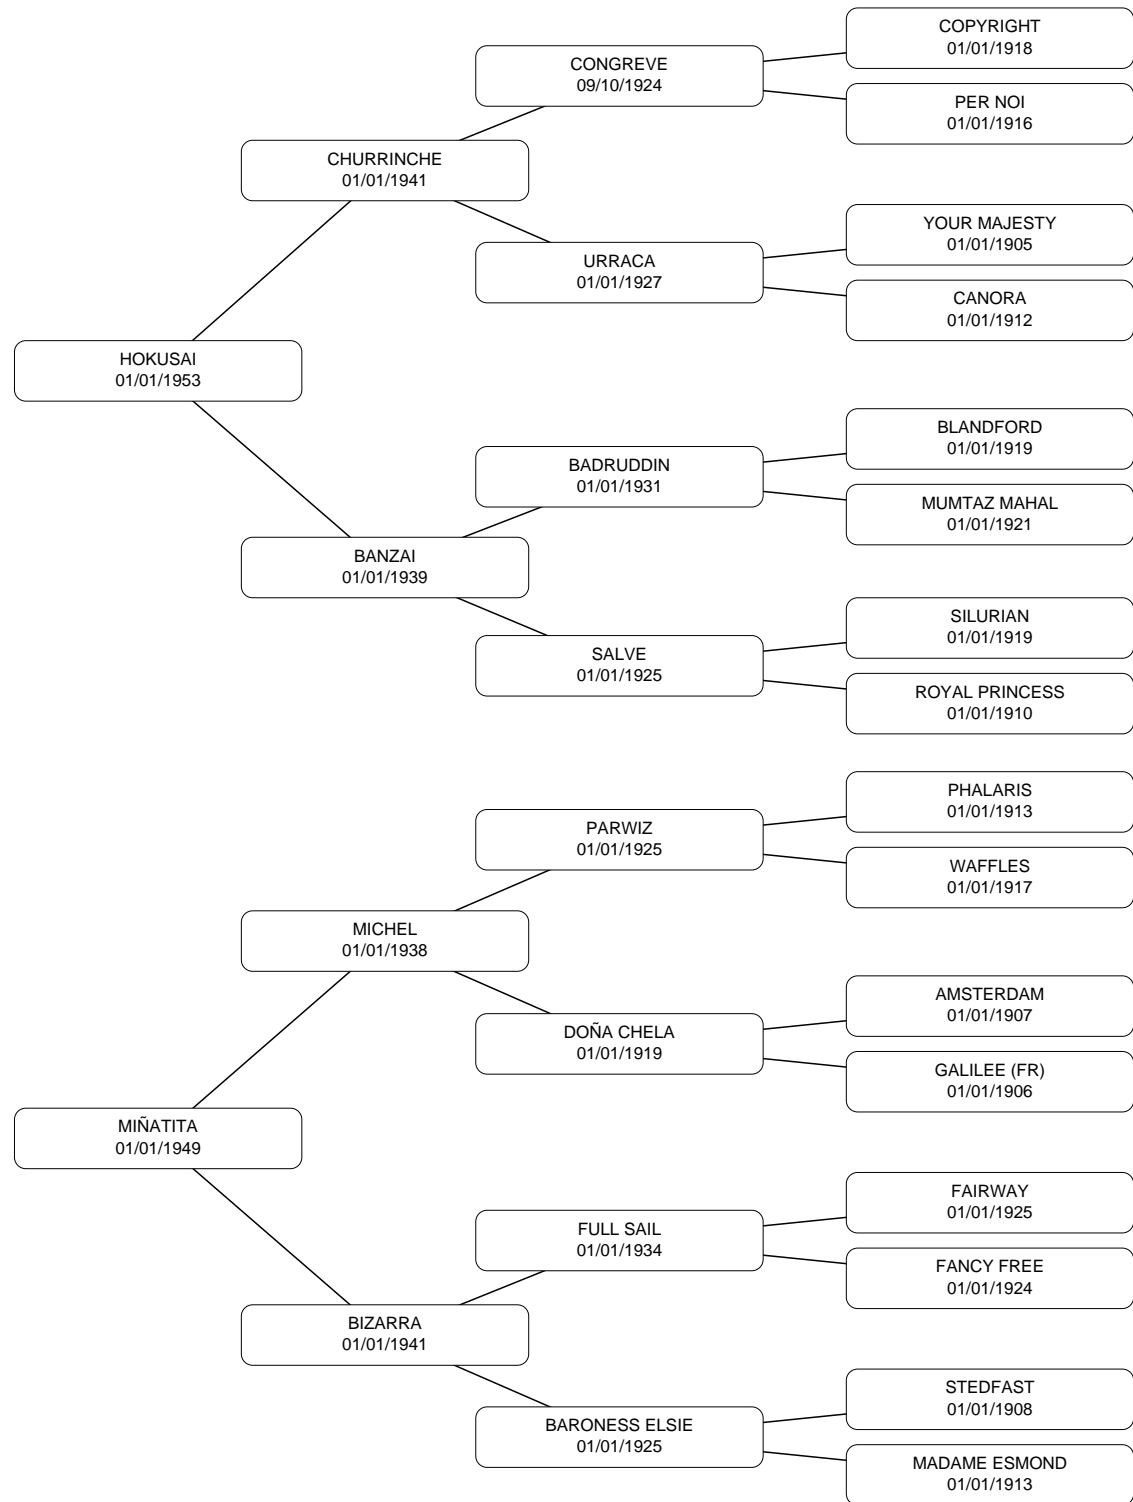 COPYRIGHT
01/01/1918
CONGREVE
09/10/1924
PER NOI
01/01/1916
CHURRINCHE
01/01/1941
YOUR MAJESTY
01/01/1905
URRACA
01/01/1927
CANORA
01/01/1912
HOKUSAI
01/01/1953
BLANDFORD
01/01/1919
BADRUDDIN
01/01/1931
MUMTAZ MAHAL
01/01/1921
BANZAI
01/01/1939
SILURIAN
01/01/1919
SALVE
01/01/1925
ROYAL PRINCESS
01/01/1910
PHALARIS
01/01/1913
PARWIZ
01/01/1925
WAFFLES
01/01/1917
MICHEL
01/01/1938
AMSTERDAM
01/01/1907
DOÑA CHELA
01/01/1919
GALILEE (FR)
01/01/1906
MIÑATITA
01/01/1949
FAIRWAY
01/01/1925
FULL SAIL
01/01/1934
FANCY FREE
01/01/1924
BIZARRA
01/01/1941
STEDFAST
01/01/1908
BARONESS ELSIE
01/01/1925
MADAME ESMOND
01/01/1913